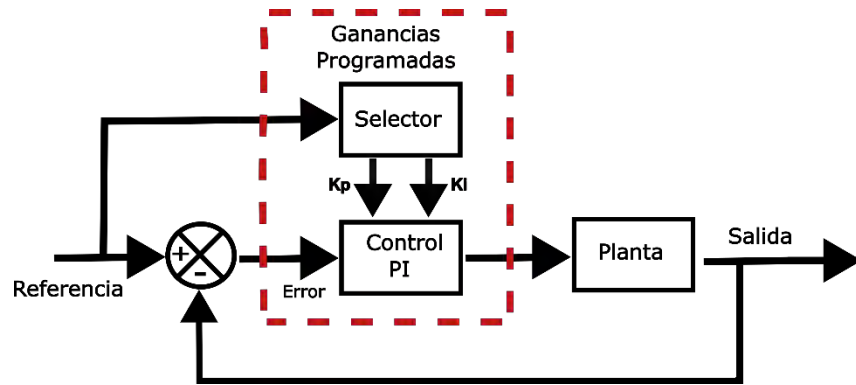 Ganancias
Programadas
Selector
Kp
KI
+
-
Control
PI
Planta
Salida
Referencia
Error